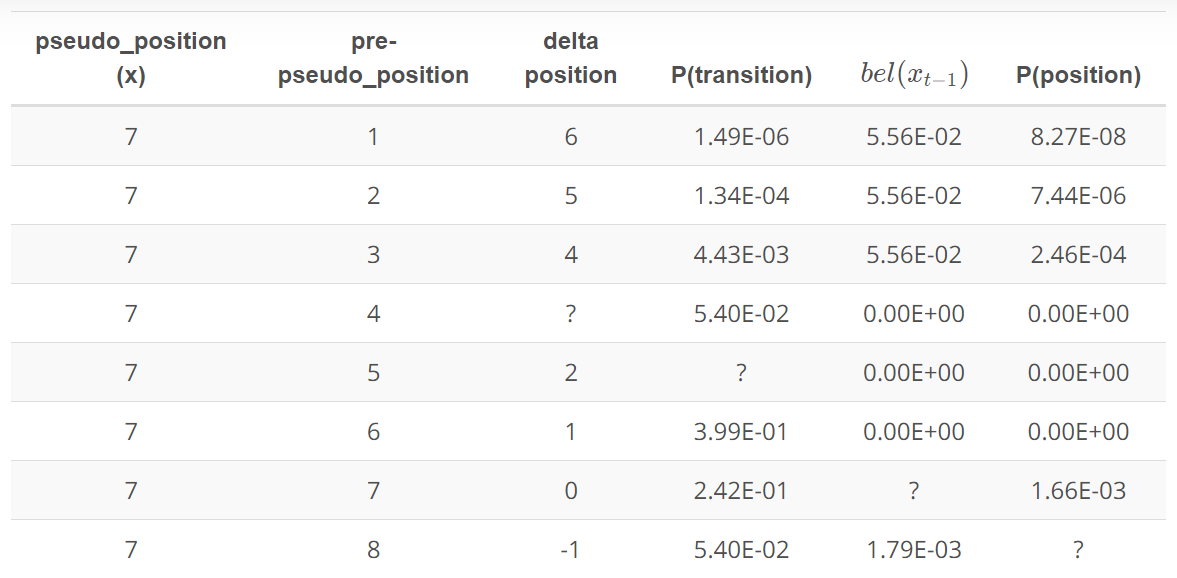 pseudo_position (x) pre-pseudo_position delta position P(transition) bel(x_{t−1}) P(position)
7 1 6 1.49E-06 5.56E-02 8.27E-08
7 2 5 1.34E-04 5.56E-02 7.44E-06
7 3 4 4.43E-03 5.56E-02 2.46E-04
7 4 ? 5.40E-02 0.00E+00 0.00E+00
7 5 2 ? 0.00E+00 0.00E+00
7 6 1 3.99E-01 0.00E+00 0.00E+00
7 7 0 2.42E-01 ? 1.66E-03
7 8 -1 5.40E-02 1.79E-03 ?